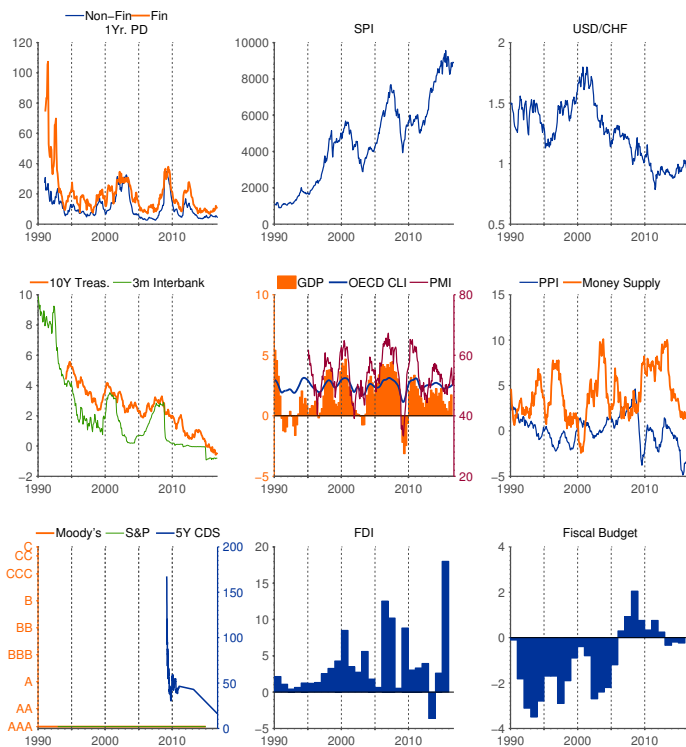 Non-Fin Fin
1Yr. PD
120
100
80
60
40
20
0
1990 2000 2010
SPI
10000
8000
6000
4000
2000
0
1990 2000 2010
USD/CHF
2
1.5
1
0.5
1990 2000 2010
10Y Treas. 3m Interbank
10
8
6
4
2
0
−2
1990 2000 2010
GDP OECD CLI PMI
10 80
5 60
0 40
−5 20
1990 2000 2010
PPI Money Supply
15
10
5
0
−5
1990 2000 2010
Moody's S&P 5Y CDS
C 200
CC
CCC
B 150
BB 100
BBB
A 50
AA
AAA 0
1990 2000 2010
FDI
20
15
10
5
0
−5
1990 2000 2010
Fiscal Budget
4
2
0
−2
−4
1990 2000 2010